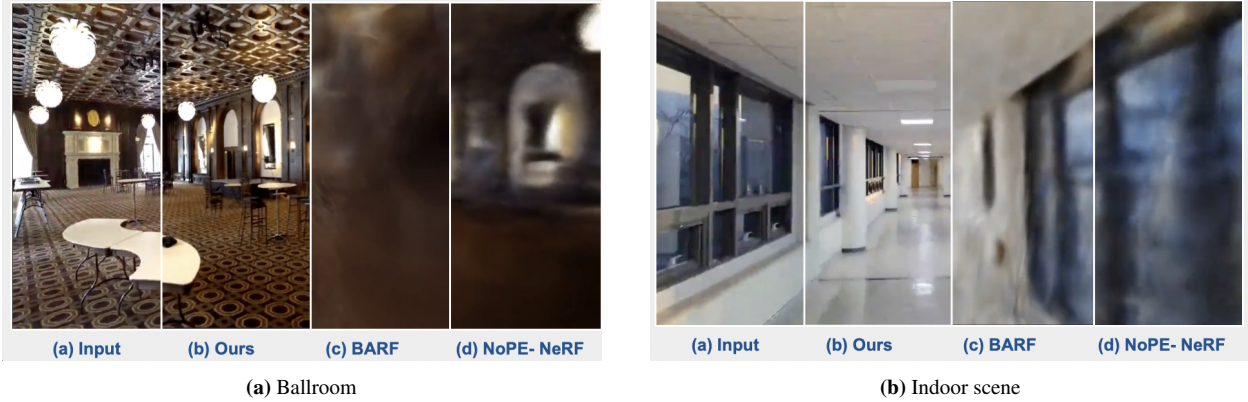 (a) Input (b) Ours (c) BARF (d) NoPE- NeRF
(a) Ballroom
(a) Input (b) Ours (c) BARF (d) NoPE- NeRF
(b) Indoor scene